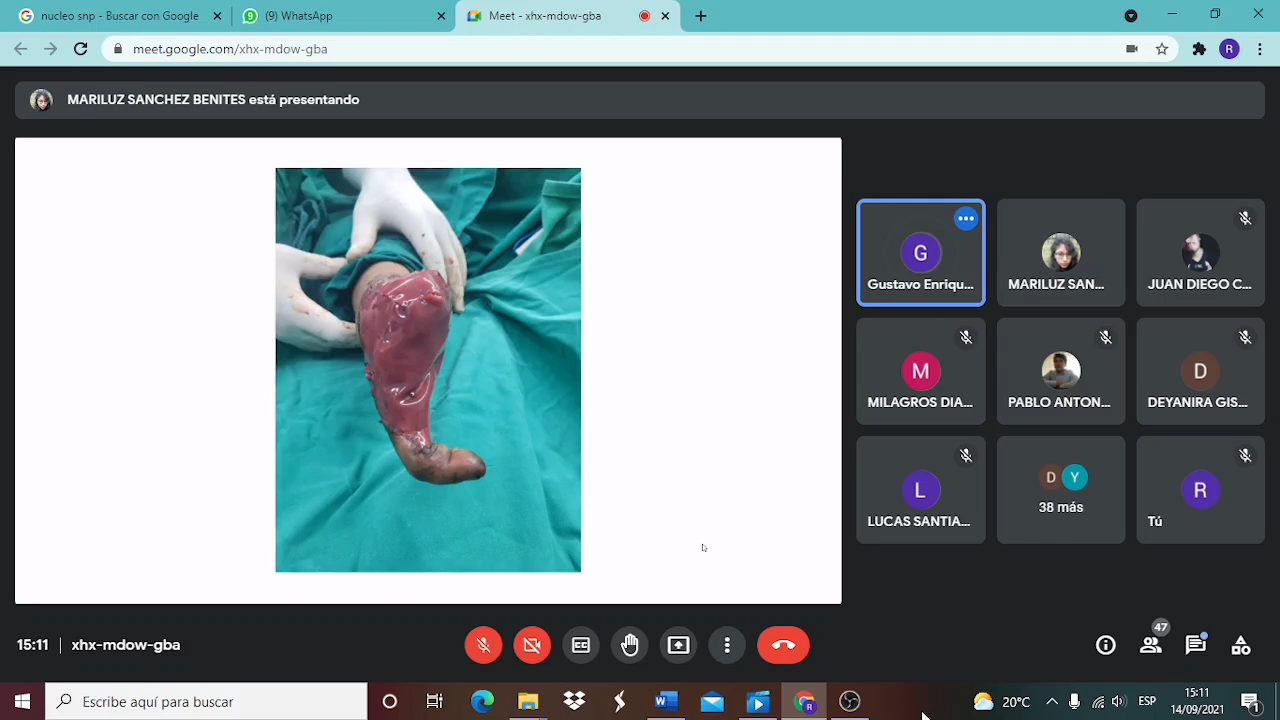 nucleo snp - Buscar con Google
(9) WhatsApp
Meet - xhx-mdow-gba
meet.google.com/xhx-mdow-gba
R
MARILUZ SANCHEZ BENITES está presentando
G
Gustavo Enriqu...
MARILUZ SAN...
JUAN DIEGO C...
M
MILAGROS DIA...
PABLO ANTON...
D
DEYANIRA GIS...
L
LUCAS SANTIA...
D Y
38 más
R
Tú
15:11 | xhx-mdow-gba
47
Escribe aquí para buscar
20°C
ESP
15:11
14/09/2021
1